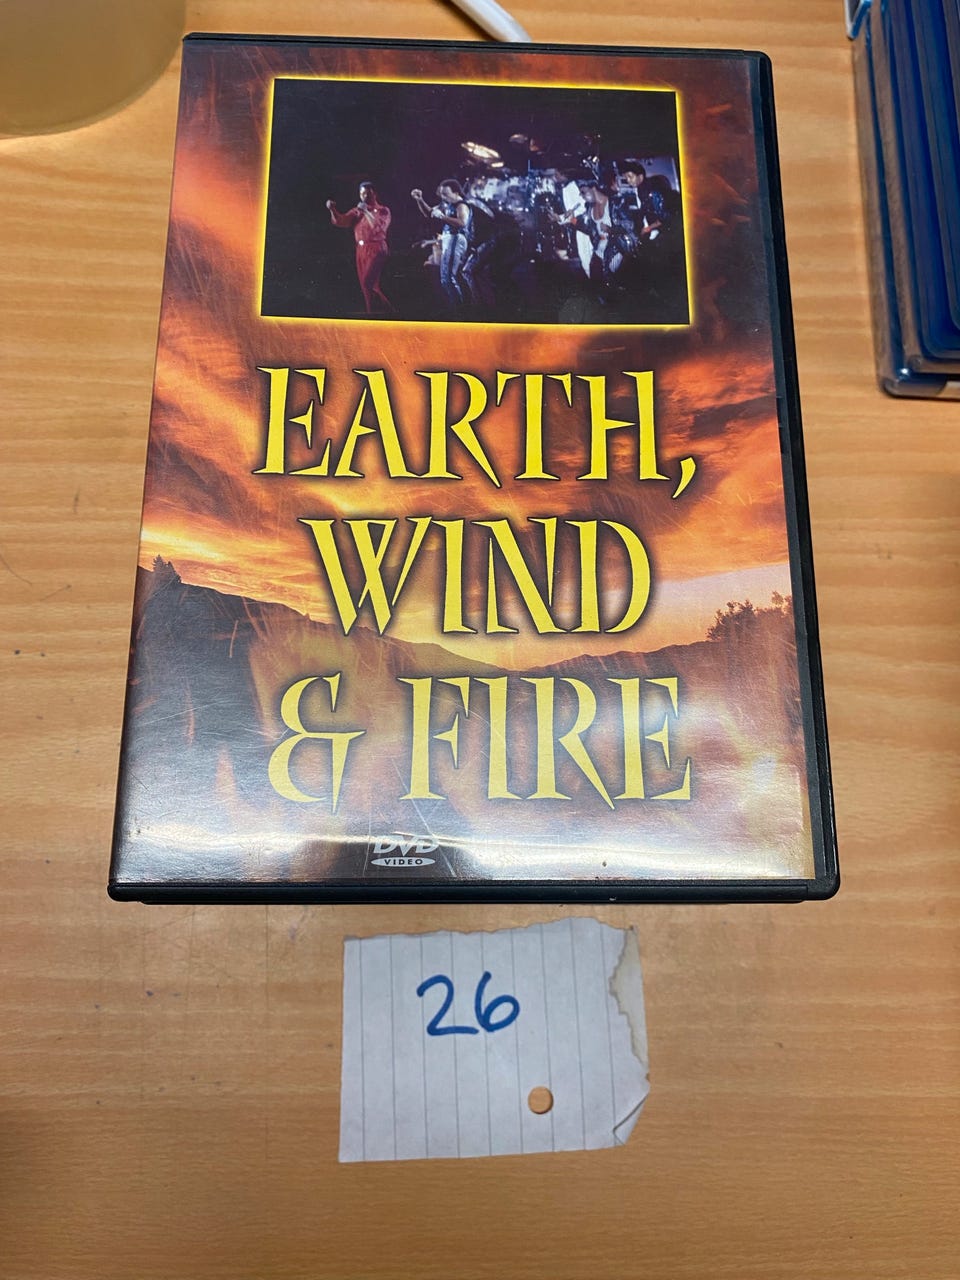 EARTH,
WIND
& FIRE
DVD
VIDEO
26